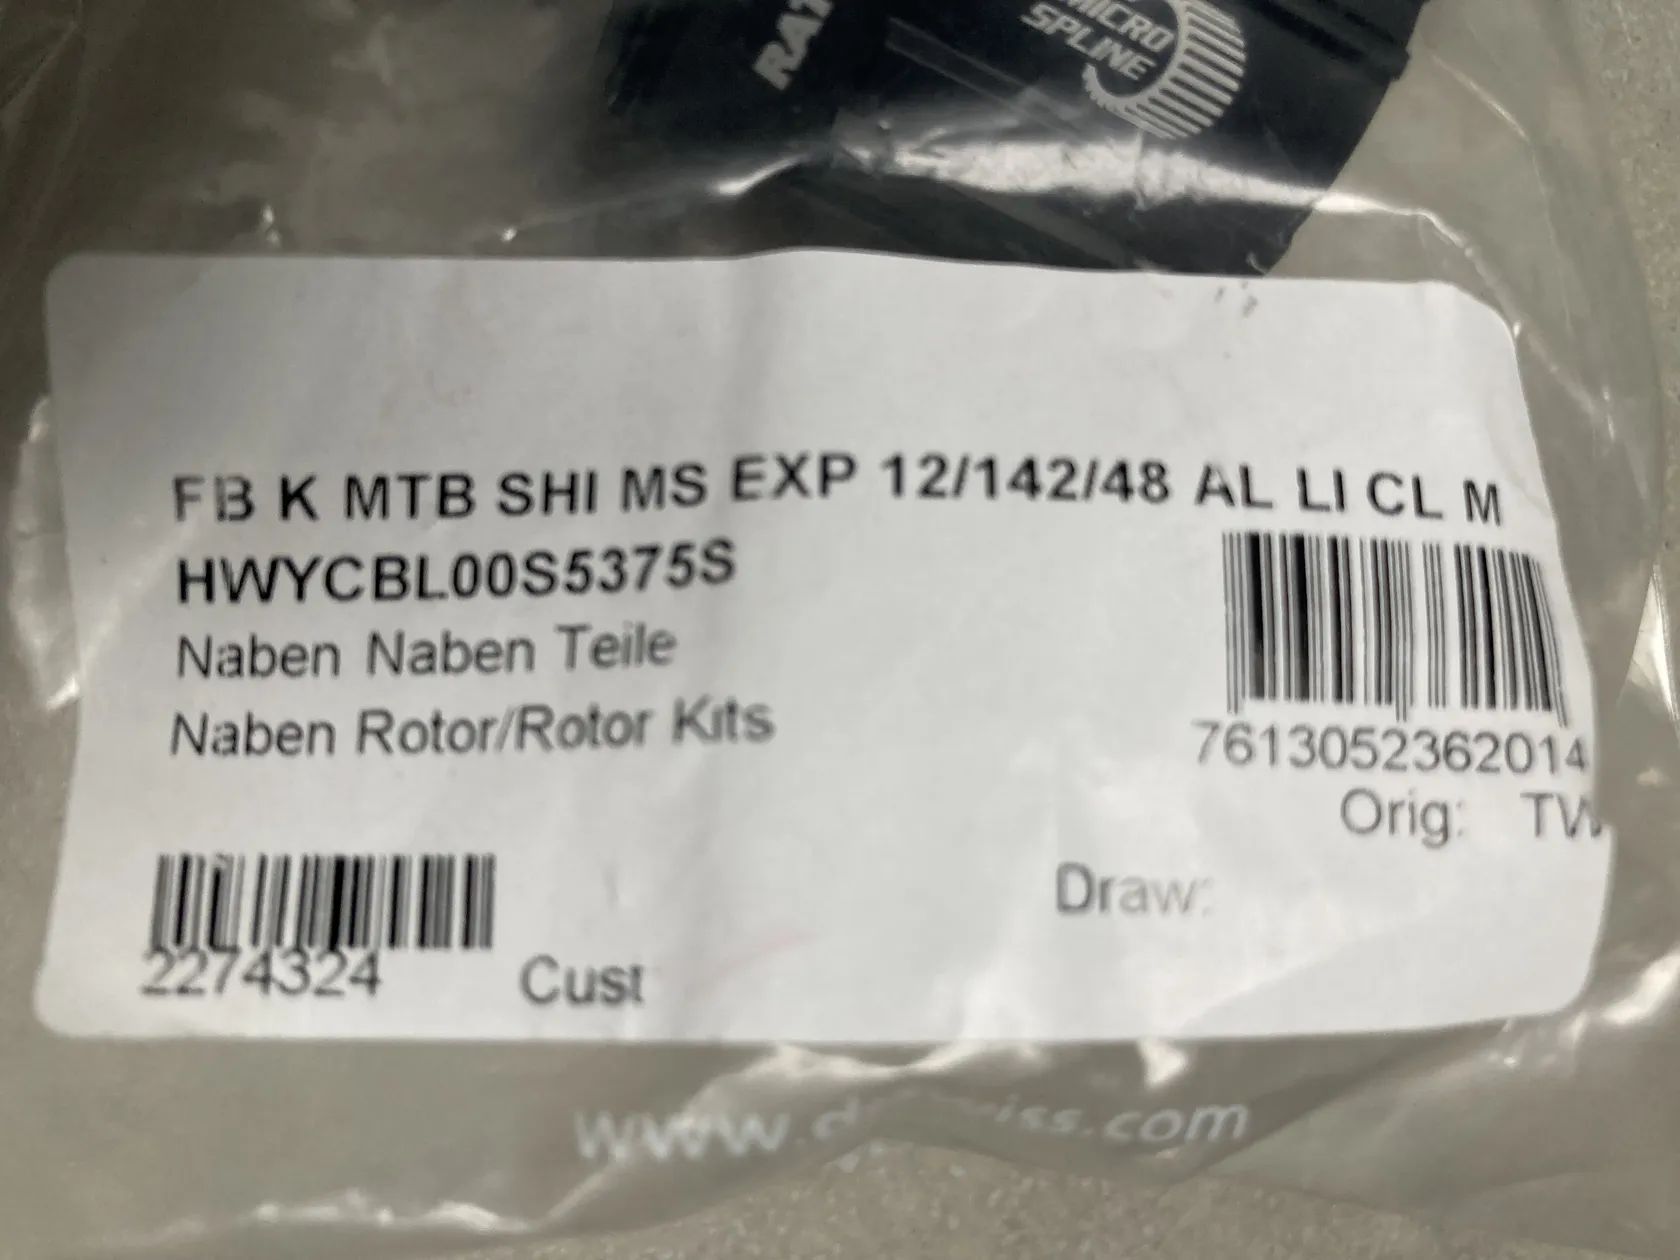 MICRO
SPLINE
FB K MTB SHI MS EXP 12/142/48 AL LI CL M
HWYCBL00S5375S
Naben Naben Teile
Naben Rotor/Rotor Kits
7613052362014
Orig: TW
Draw:
2274324
Cust